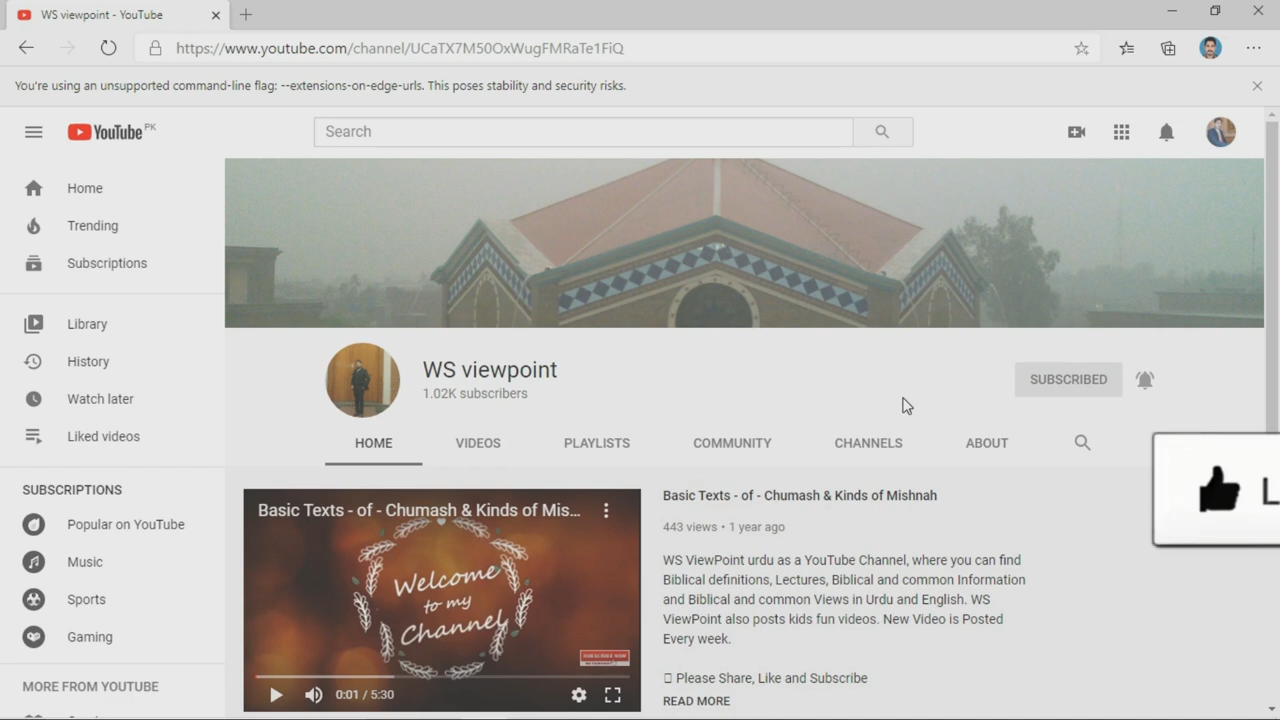 WS viewpoint - YouTube
https://www.youtube.com/channel/UCaTX7M50OxWugFMRaTe1FiQ
You're using an unsupported command-line flag: --extensions-on-edge-urls. This poses stability and security risks.
YouTube PK
Search
Home
Trending
Subscriptions
Library
History
Watch later
Liked videos
SUBSCRIPTIONS
Popular on YouTube
Music
Sports
Gaming
MORE FROM YOUTUBE
WS viewpoint
1.02K subscribers
SUBSCRIBED
HOME VIDEOS PLAYLISTS COMMUNITY CHANNELS ABOUT
L
Basic Texts - of - Chumash & Kinds of Mis...
Welcome
to my
Channel
SUBSCRIBE NOW
0:01 / 5:30
Basic Texts - of - Chumash & Kinds of Mishnah
443 views • 1 year ago
WS ViewPoint urdu as a YouTube Channel, where you can find
Biblical definitions, Lectures, Biblical and common Information
and Biblical and common Views in Urdu and English. WS
ViewPoint also posts kids fun videos. New Video is Posted
Every week.
Please Share, Like and Subscribe
READ MORE